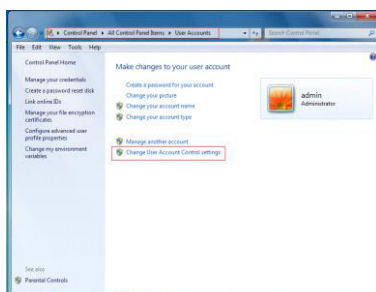 Control Panel ▸ All Control Panel Items ▸ User Accounts
Search Control Panel
File Edit View Tools Help
Control Panel Home
Manage your credentials
Create a password reset disk
Link online IDs
Manage your file encryption
certificates
Configure advanced user
profile properties
Change my environment
variables
See also
Parental Controls
Make changes to your user account
Create a password for your account
Change your picture
Change your account name
Change your account type
Manage another account
Change User Account Control settings
admin
Administrator